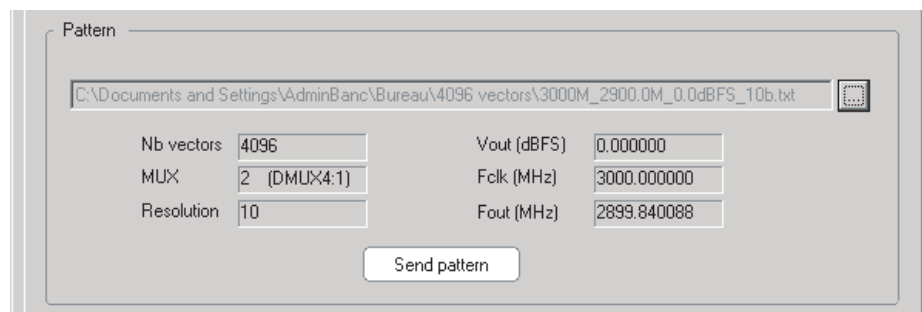 Pattern
C:\Documents and Settings\AdminBanc\Bureau\4096 vectors\3000M_2900.0M_0.0dBFS_10b.txt ...
Nb vectors 4096 Vout (dBFS) 0.000000
MUX 2 (DMUX4:1) Fclk (MHz) 3000.000000
Resolution 10 Fout (MHz) 2899.840088
Send pattern